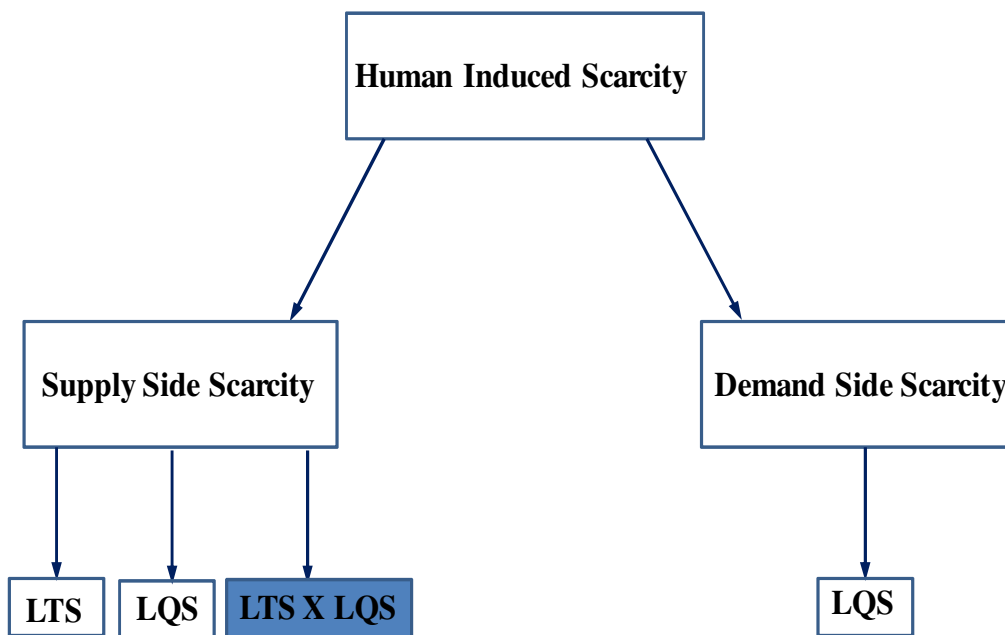 Human Induced Scarcity
Supply Side Scarcity
Demand Side Scarcity
LTS
LQS
LTS X LQS
LQS